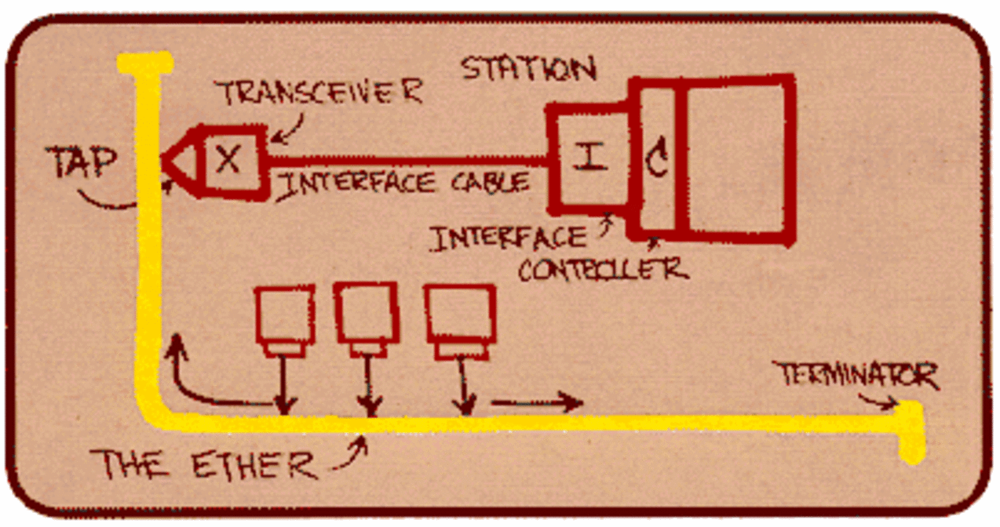 STATION
TRANSCEIVER
TAP
X
I
C
INTERFACE CABLE
INTERFACE
CONTROLLER
TERMINATOR
THE ETHER